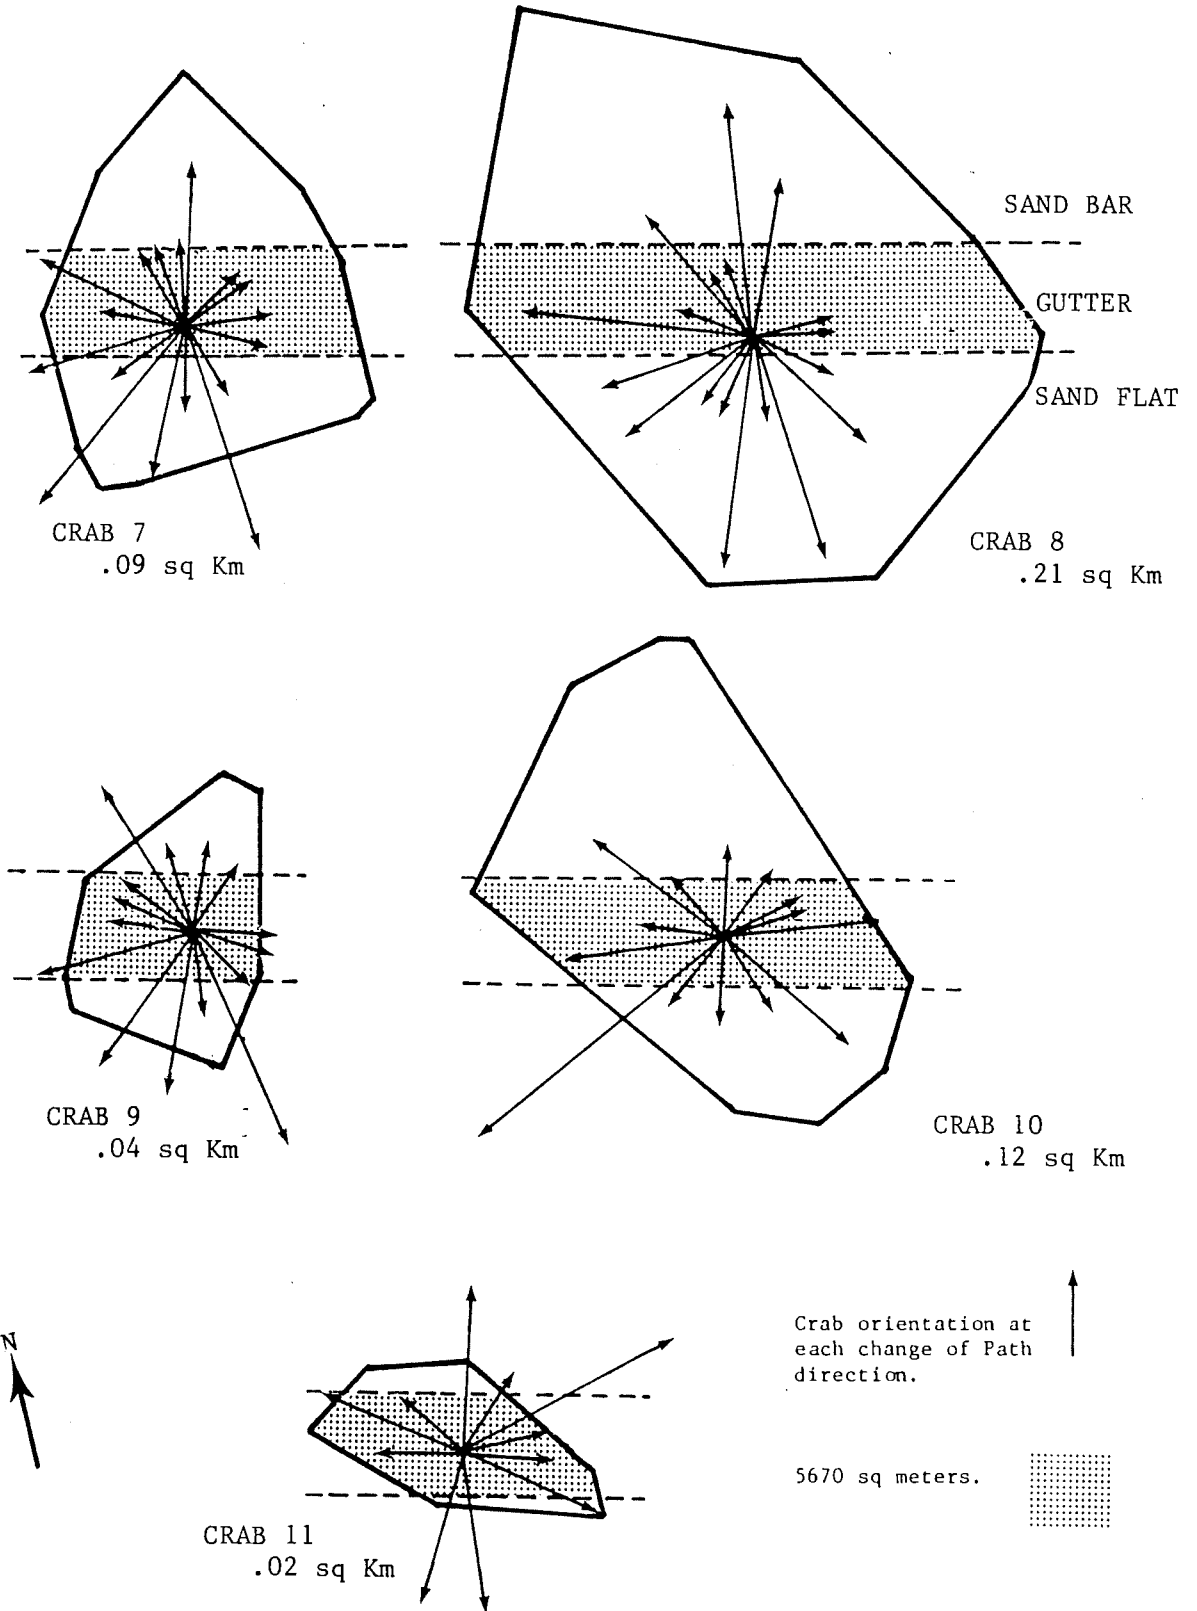 SAND BAR
GUTTER
SAND FLAT
CRAB 7
.09 sq Km
CRAB 8
.21 sq Km
CRAB 9
.04 sq Km
CRAB 10
.12 sq Km
N
Crab orientation at
each change of Path
direction.
5670 sq meters.
CRAB 11
.02 sq Km